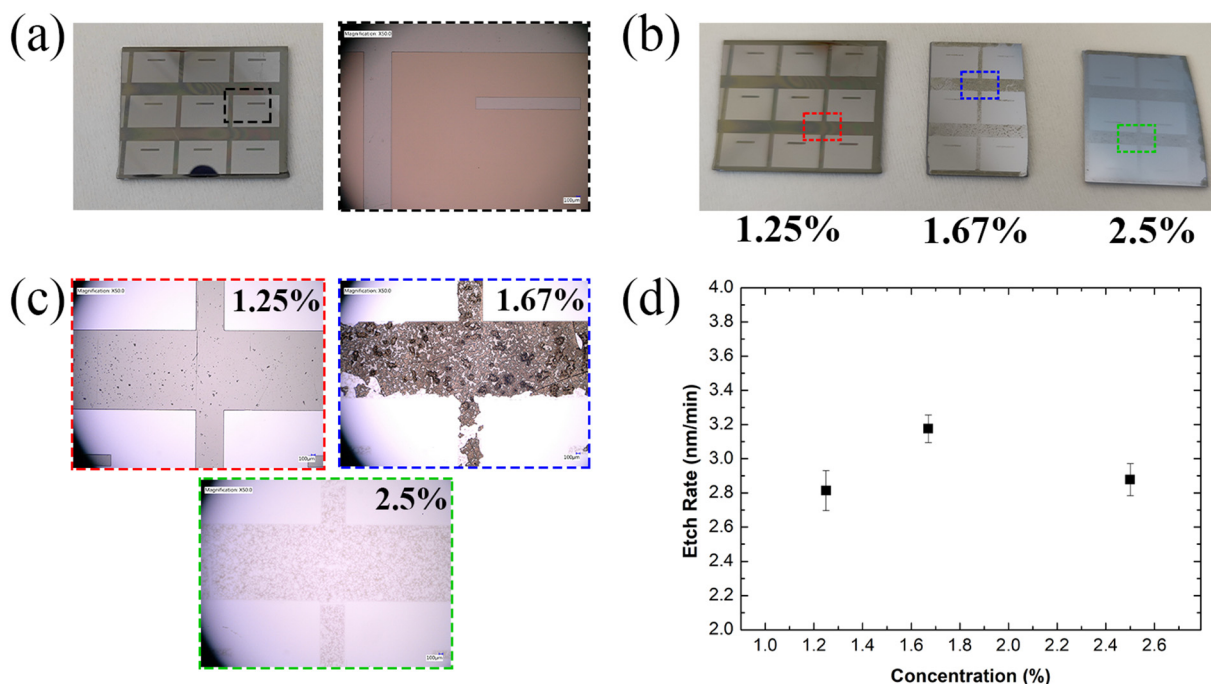 (a)
Magnification: X50.0
100μm
(b)
1.25%
1.67%
2.5%
(c)
Magnification: X50.0
1.25%
100μm
Magnification: X50.0
1.67%
100μm
Magnification: X50.0
2.5%
100μm
(d)
Etch Rate (nm/min)
4.0
3.8
3.6
3.4
3.2
3.0
2.8
2.6
2.4
2.2
2.0
1.0 1.2 1.4 1.6 1.8 2.0 2.2 2.4 2.6
Concentration (%)